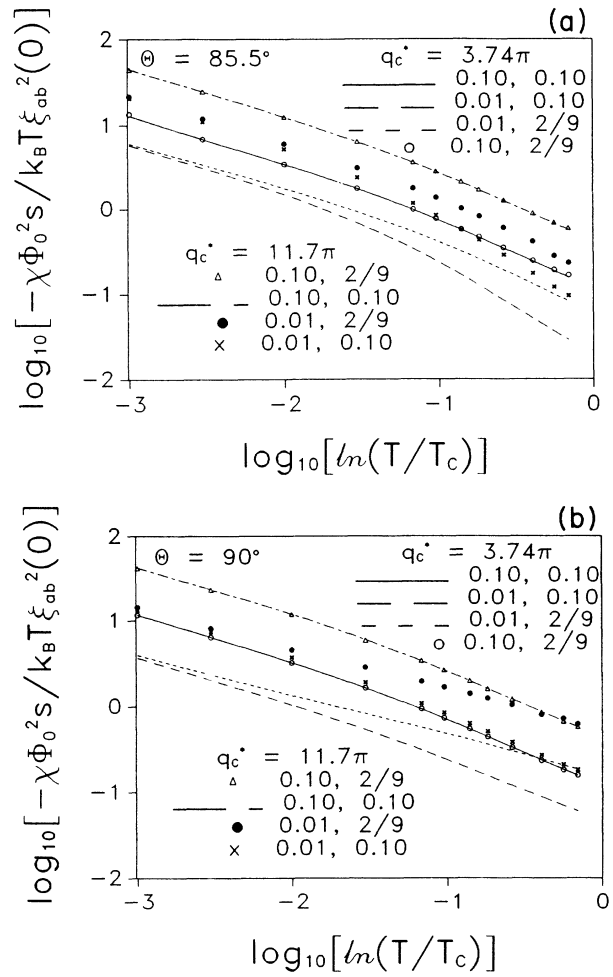 (a)
2
1
0
-1
-2
Θ = 85.5°
q_c^* = 3.74π
0.10, 0.10
0.01, 0.10
0.01, 2/9
0.10, 2/9
q_c^* = 11.7π
0.10, 2/9
0.10, 0.10
0.01, 2/9
0.01, 0.10
-3
-2
-1
0
log₁₀[ln(T/T_C)]
log₁₀[-χΦ₀²s/k_BTξ_ab²(0)]
(b)
2
1
0
-1
-2
Θ = 90°
q_c^* = 3.74π
0.10, 0.10
0.01, 0.10
0.01, 2/9
0.10, 2/9
q_c^* = 11.7π
0.10, 2/9
0.10, 0.10
0.01, 2/9
0.01, 0.10
-3
-2
-1
0
log₁₀[ln(T/T_C)]
log₁₀[-χΦ₀²s/k_BTξ_ab²(0)]